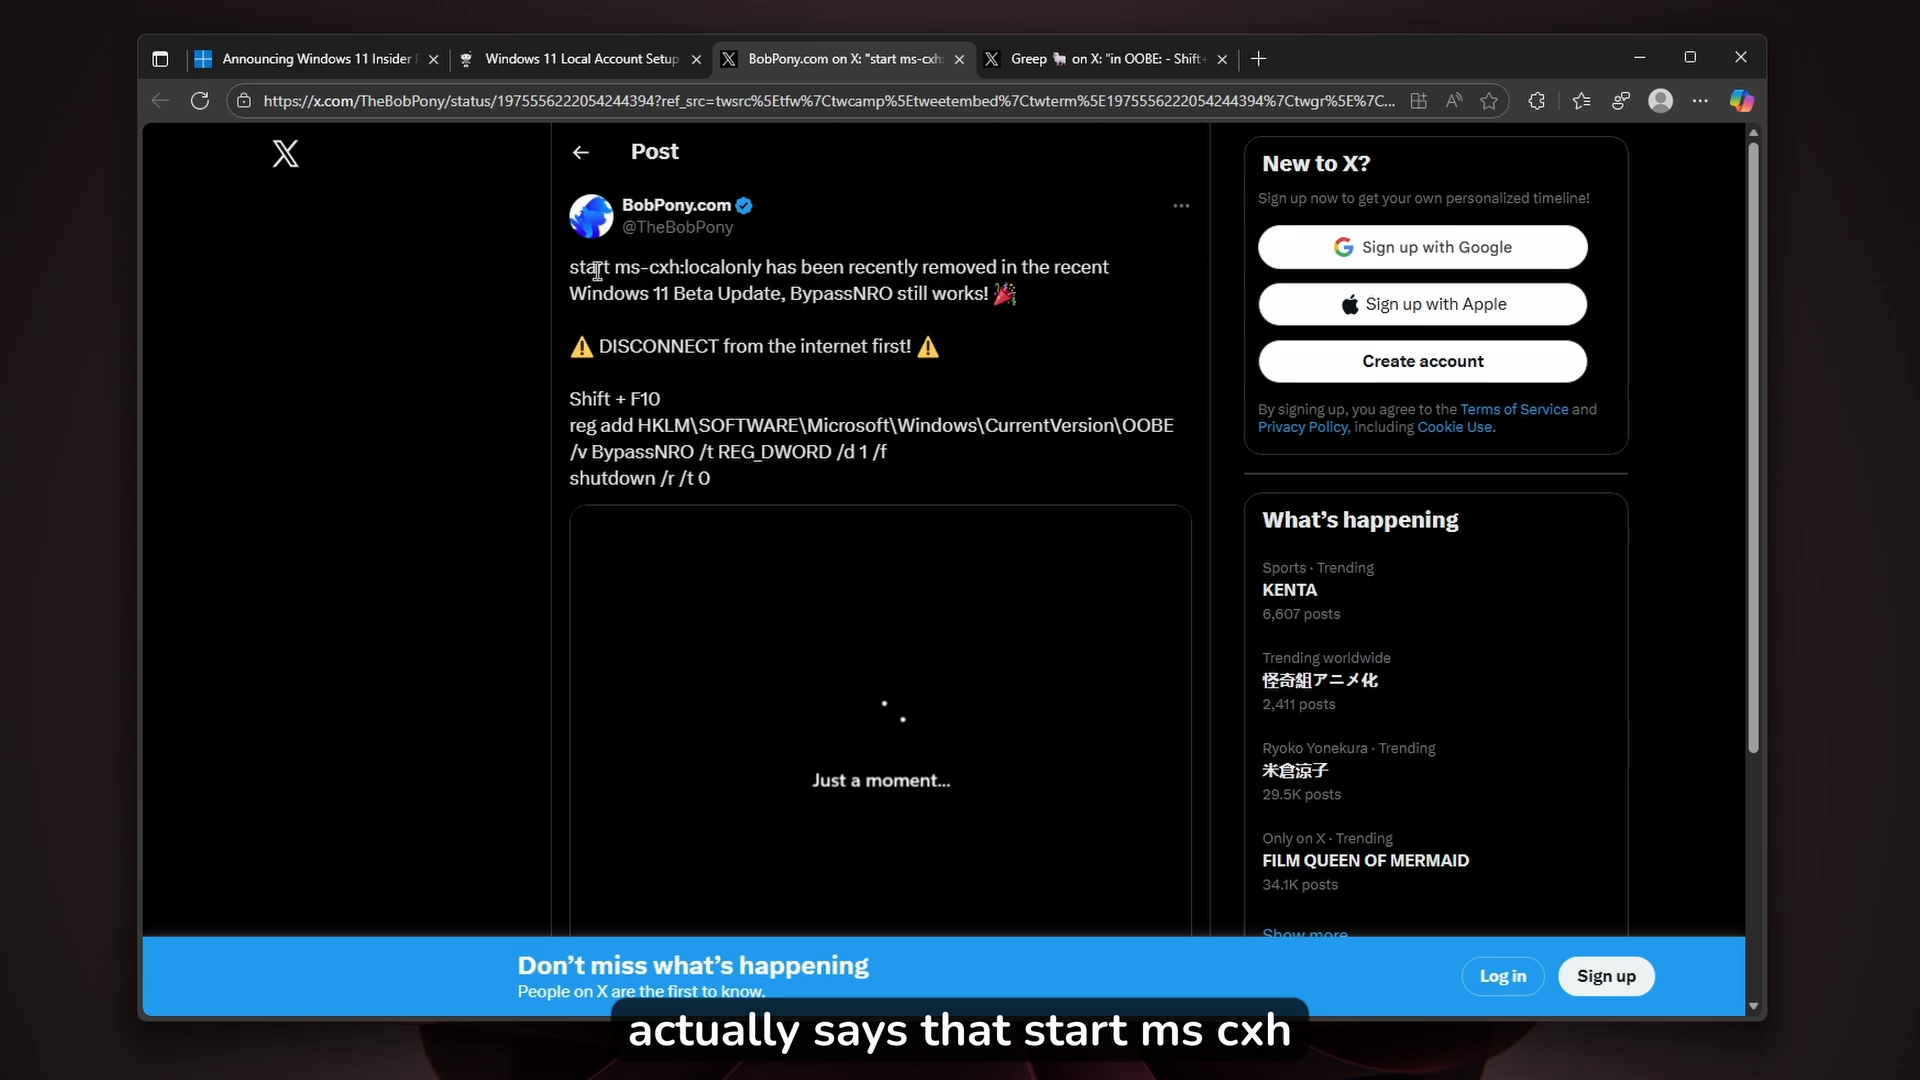 Announcing Windows 11 Insider
Windows 11 Local Account Setup
BobPony.com on X: "start ms-cxh:
Greep 🐩 on X: "in OOBE: - Shift+
https://x.com/TheBobPony/status/1975556222054244394?ref_src=twsrc%5Etfw%7Ctwcamp%5Etweetembed%7Ctwterm%5E1975556222054244394%7Ctwgr%5E%7C...
Post
BobPony.com
@TheBobPony
start ms-cxh:localonly has been recently removed in the recent
Windows 11 Beta Update, BypassNRO still works! 🎉
⚠️ DISCONNECT from the internet first! ⚠️
Shift + F10
reg add HKLM\SOFTWARE\Microsoft\Windows\CurrentVersion\OOBE
/v BypassNRO /t REG_DWORD /d 1 /f
shutdown /r /t 0
Just a moment...
New to X?
Sign up now to get your own personalized timeline!
Sign up with Google
Sign up with Apple
Create account
By signing up, you agree to the Terms of Service and
Privacy Policy, including Cookie Use.
What's happening
Sports · Trending
KENTA
6,607 posts
Trending worldwide
怪奇組アニメ化
2,411 posts
Ryoko Yonekura · Trending
米倉涼子
29.5K posts
Only on X · Trending
FILM QUEEN OF MERMAID
34.1K posts
Show more
Don't miss what's happening
People on X are the first to know.
Log in
Sign up
actually says that start ms cxh